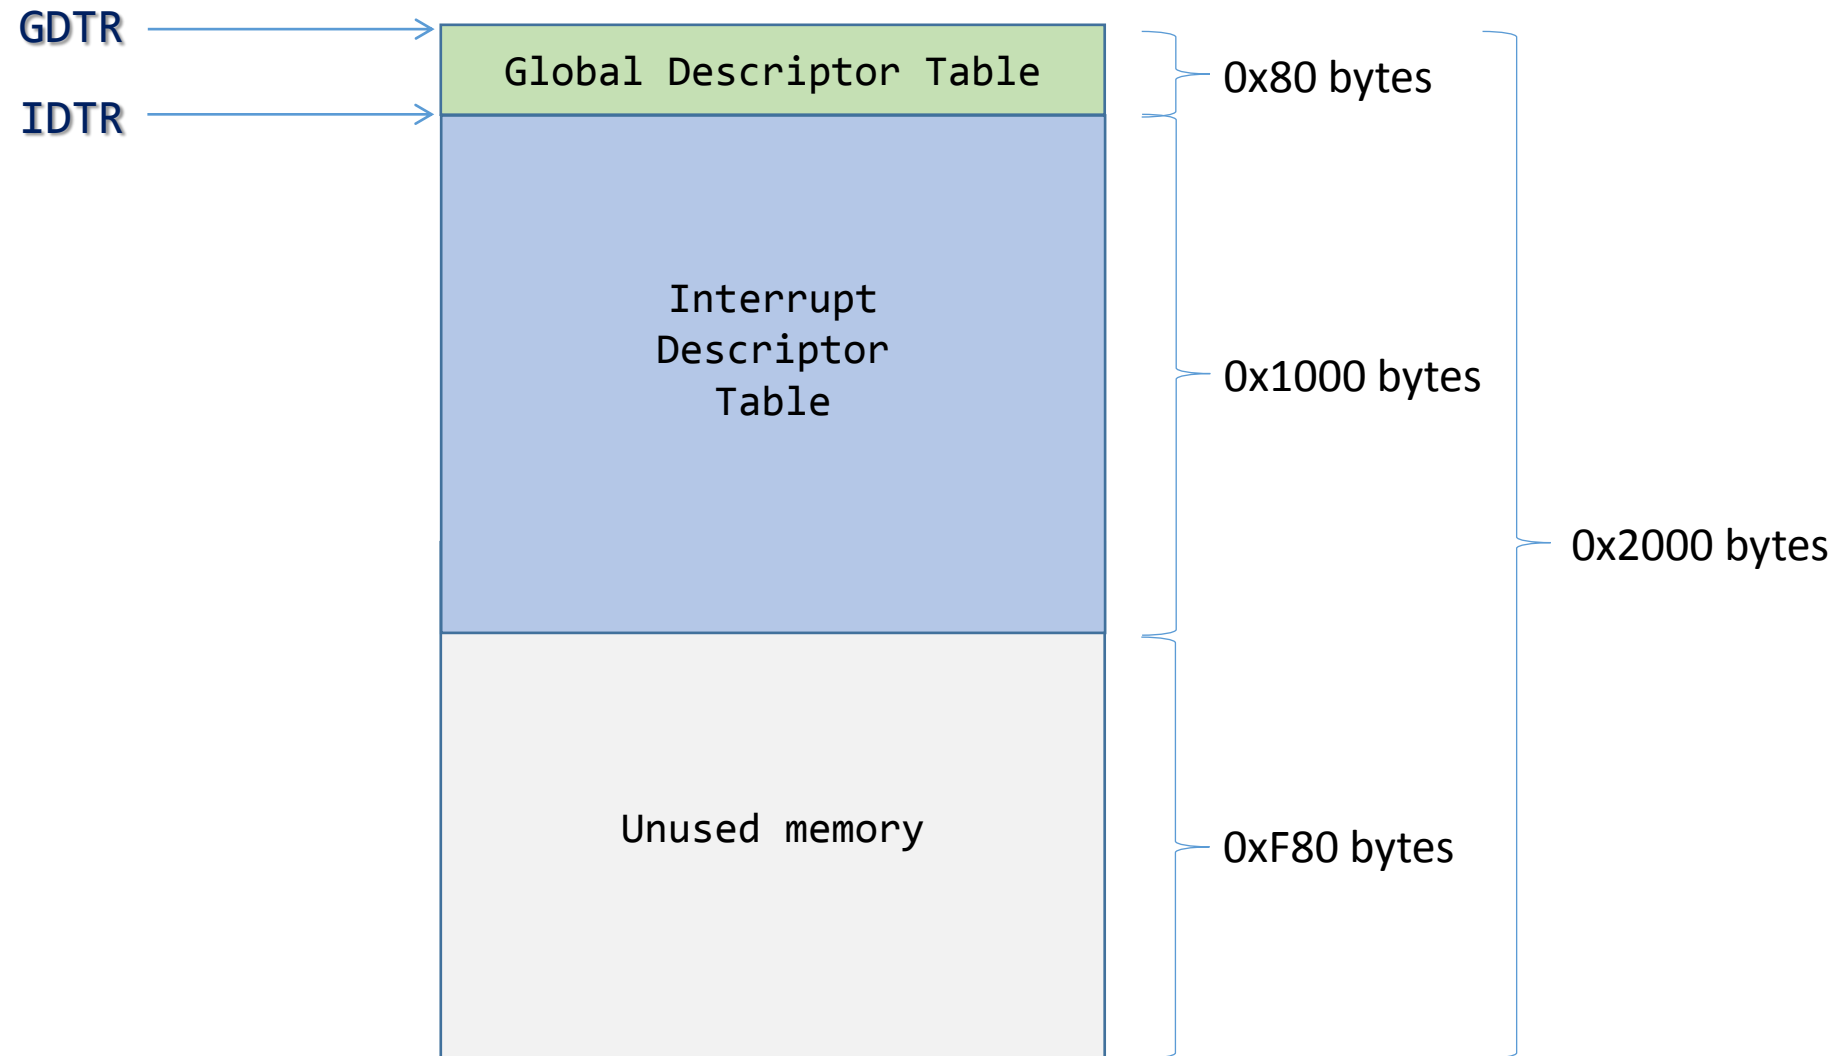 GDTR
Global Descriptor Table
0x80 bytes
IDTR
Interrupt
Descriptor
Table
0x1000 bytes
0x2000 bytes
Unused memory
0xF80 bytes